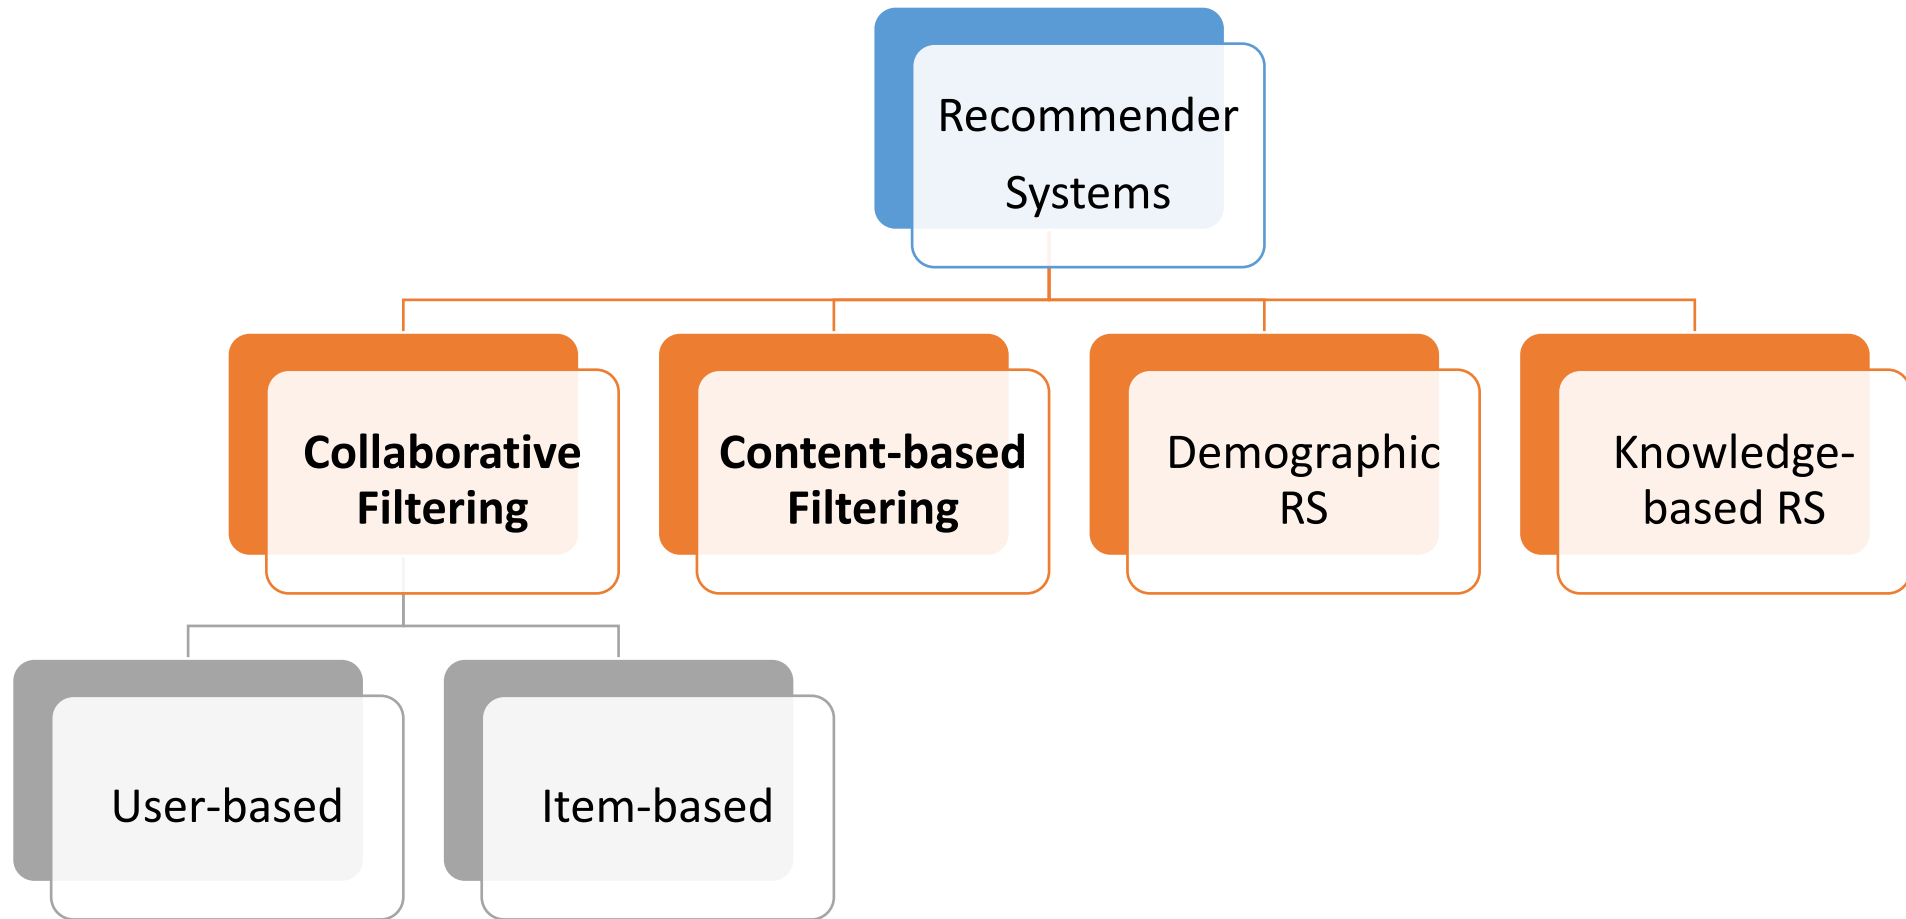 Recommender
Systems
Collaborative
Filtering
Content-based
Filtering
Demographic
RS
Knowledge-
based RS
User-based
Item-based